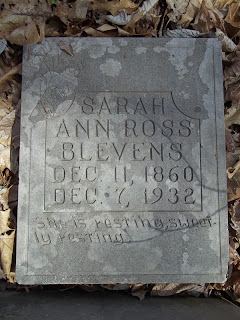 SARAH
ANN ROSS
BLEVENS
DEC. 11, 1860
DEC. 7, 1932
She is resting, sweet-
ly resting.